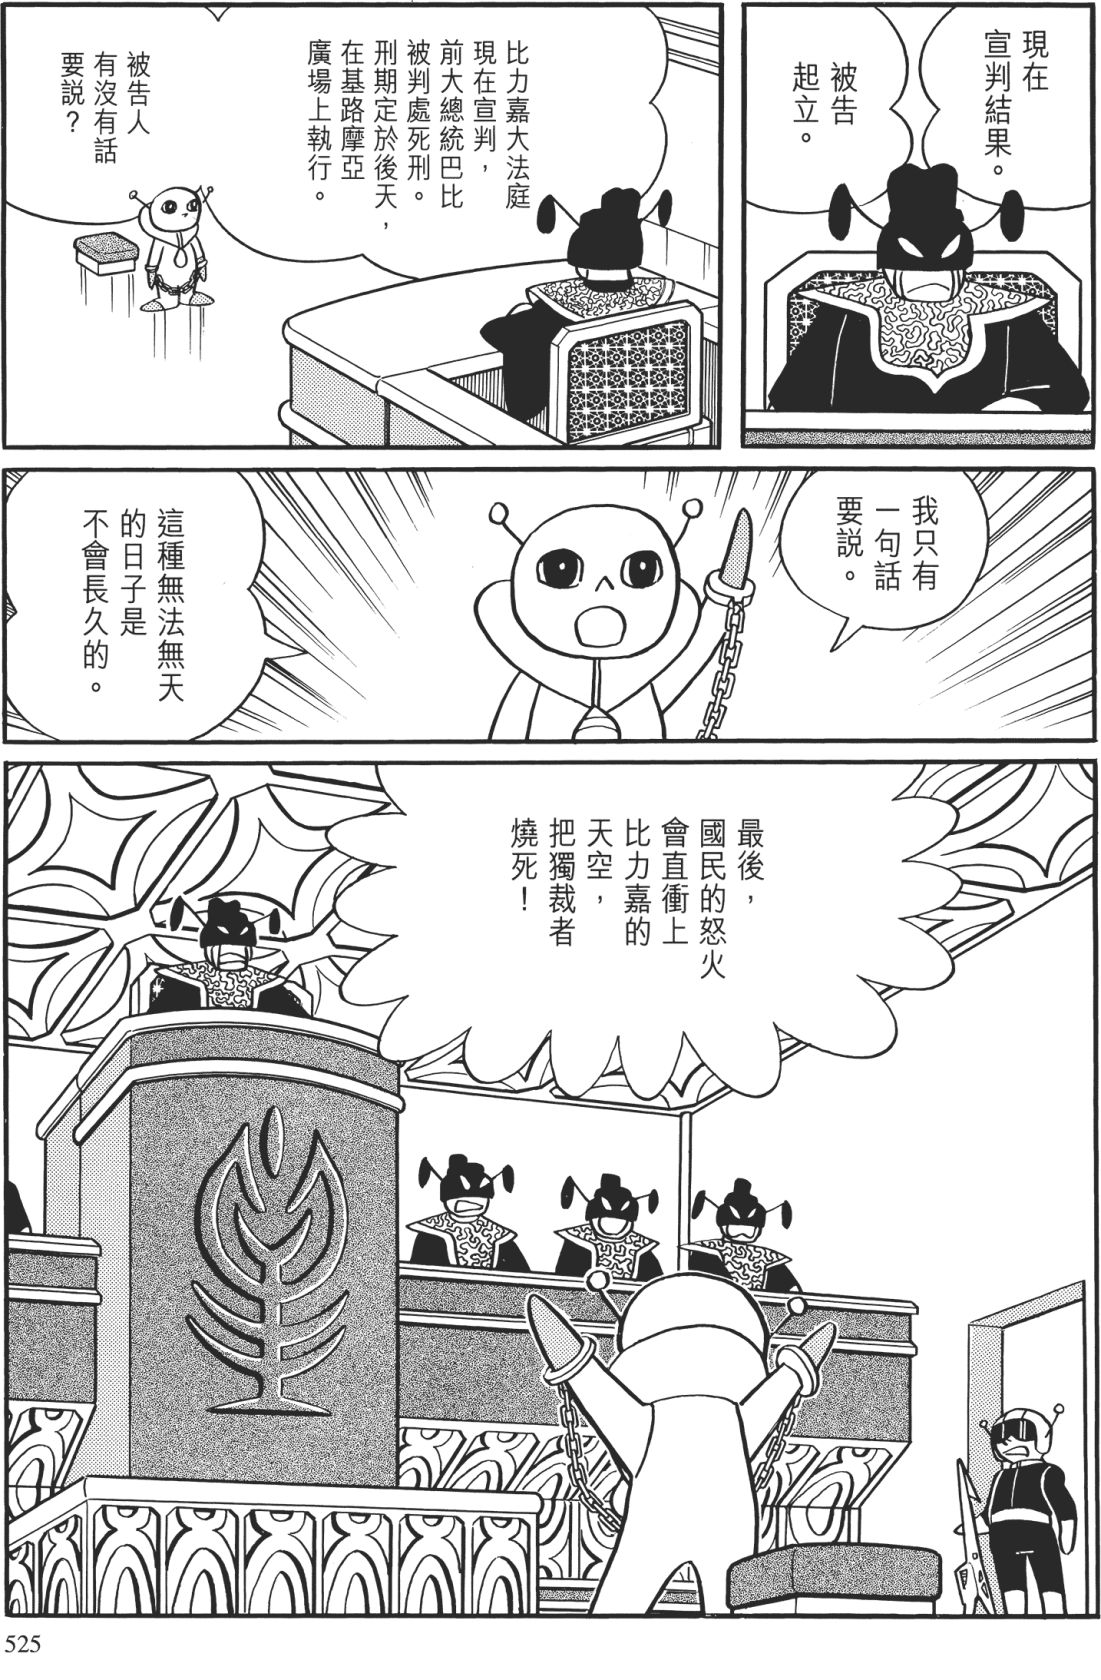 現在
宣判結果。
被告
起立。
比力嘉大法庭
現在宣判，
前大總統巴比
被判處死刑。
刑期定於後天，
在基路摩亞
廣場上執行。
被告人
有沒有話
要説？
我只有
一句話
要説。
這種無法無天
的日子是
不會長久的。
最後，
國民的怒火
會直衝上
比力嘉的
天空，
把獨裁者
燒死！
525